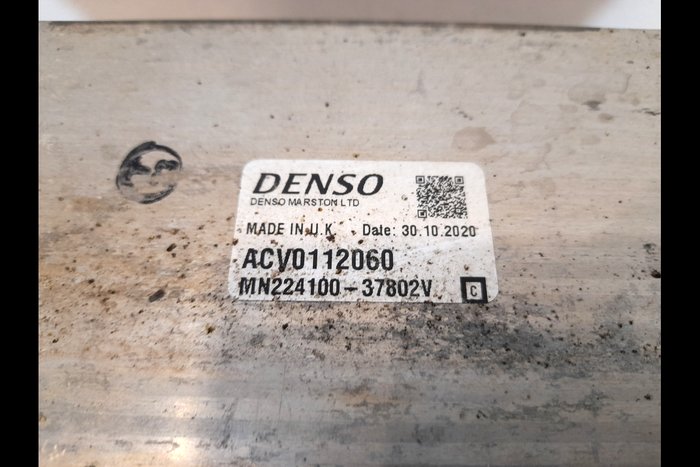 DENSO
DENSO MARSTON LTD
MADE IN U.K. Date: 30.10.2020
ACV0112060
MN224100-37802V
C